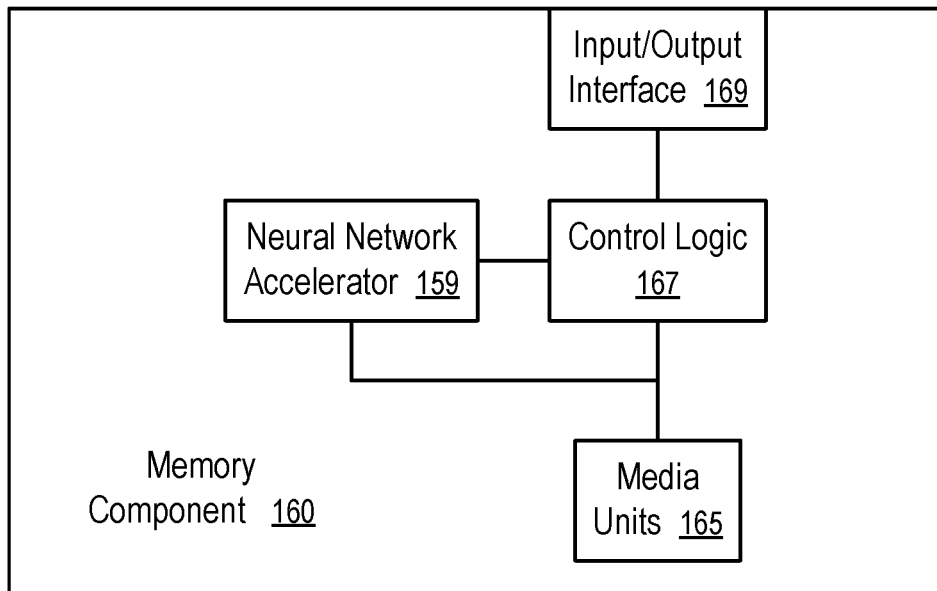 Input/Output
Interface 169
Neural Network
Accelerator 159
Control Logic
167
Memory
Component 160
Media
Units 165